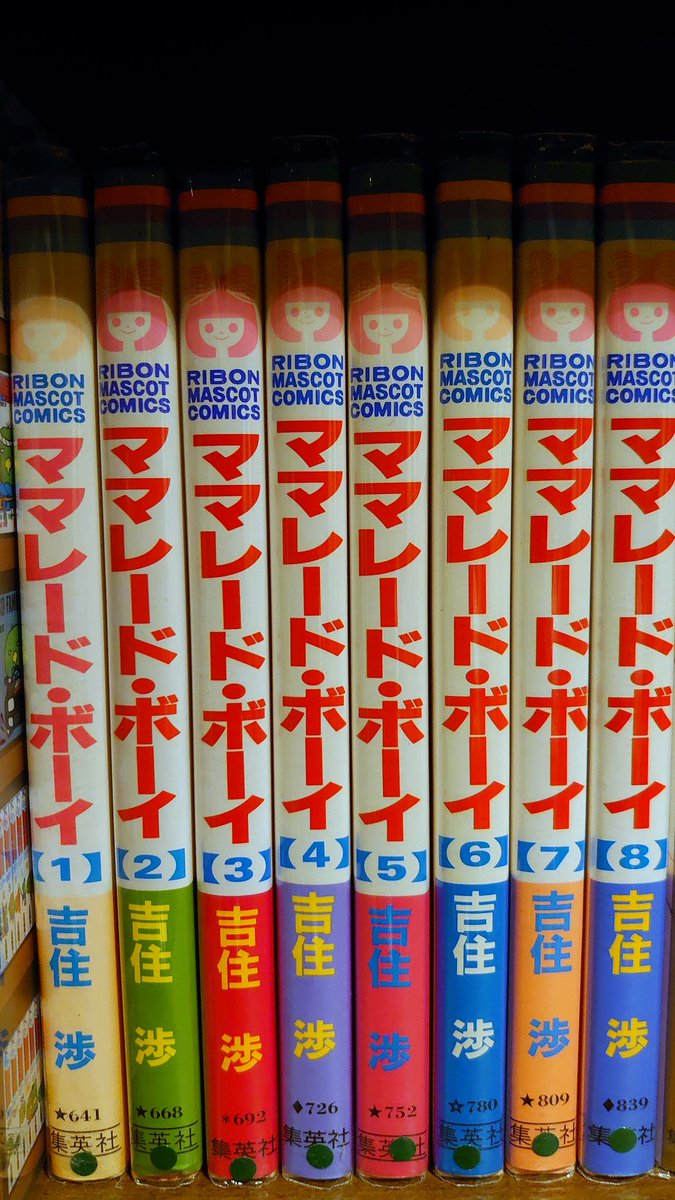 RIBON
MASCOT
COMICS
ママレード・ボーイ
【1】
吉住
渉
★641
集英社
RIBON
MASCOT
COMICS
ママレード・ボーイ
【2】
吉住
渉
★668
集英社
RIBON
MASCOT
COMICS
ママレード・ボーイ
【3】
吉住
渉
*692
集英社
RIBON
MASCOT
COMICS
ママレード・ボーイ
【4】
吉住
渉
♦726
集英社
RIBON
MASCOT
COMICS
ママレード・ボーイ
【5】
吉住
渉
★752
集英社
RIBON
MASCOT
COMICS
ママレード・ボーイ
【6】
吉住
渉
☆780
集英社
RIBON
MASCOT
COMICS
ママレード・ボーイ
【7】
吉住
渉
★809
集英社
RIBON
MASCOT
COMICS
ママレード・ボーイ
【8】
吉住
渉
♦839
集英社